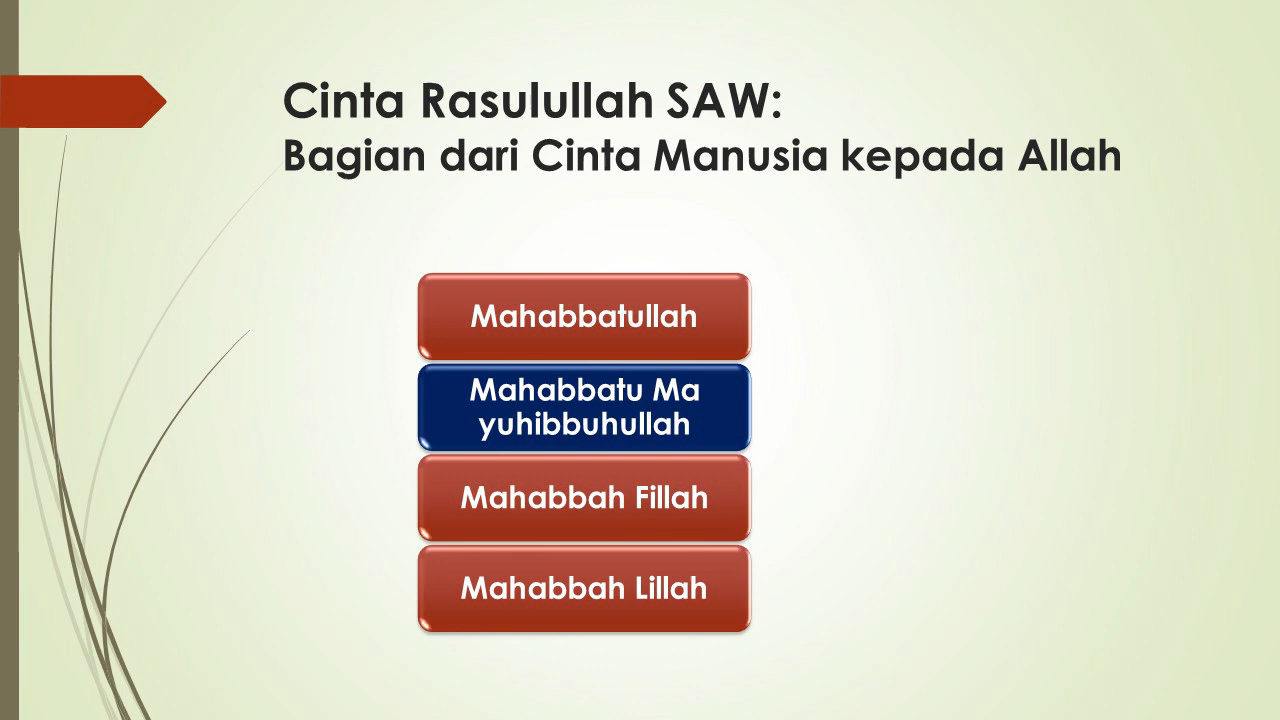 Cinta Rasulullah SAW:
Bagian dari Cinta Manusia kepada Allah
Mahabbatullah
Mahabbatu Ma
yuhibbuhullah
Mahabbah Fillah
Mahabbah Lillah